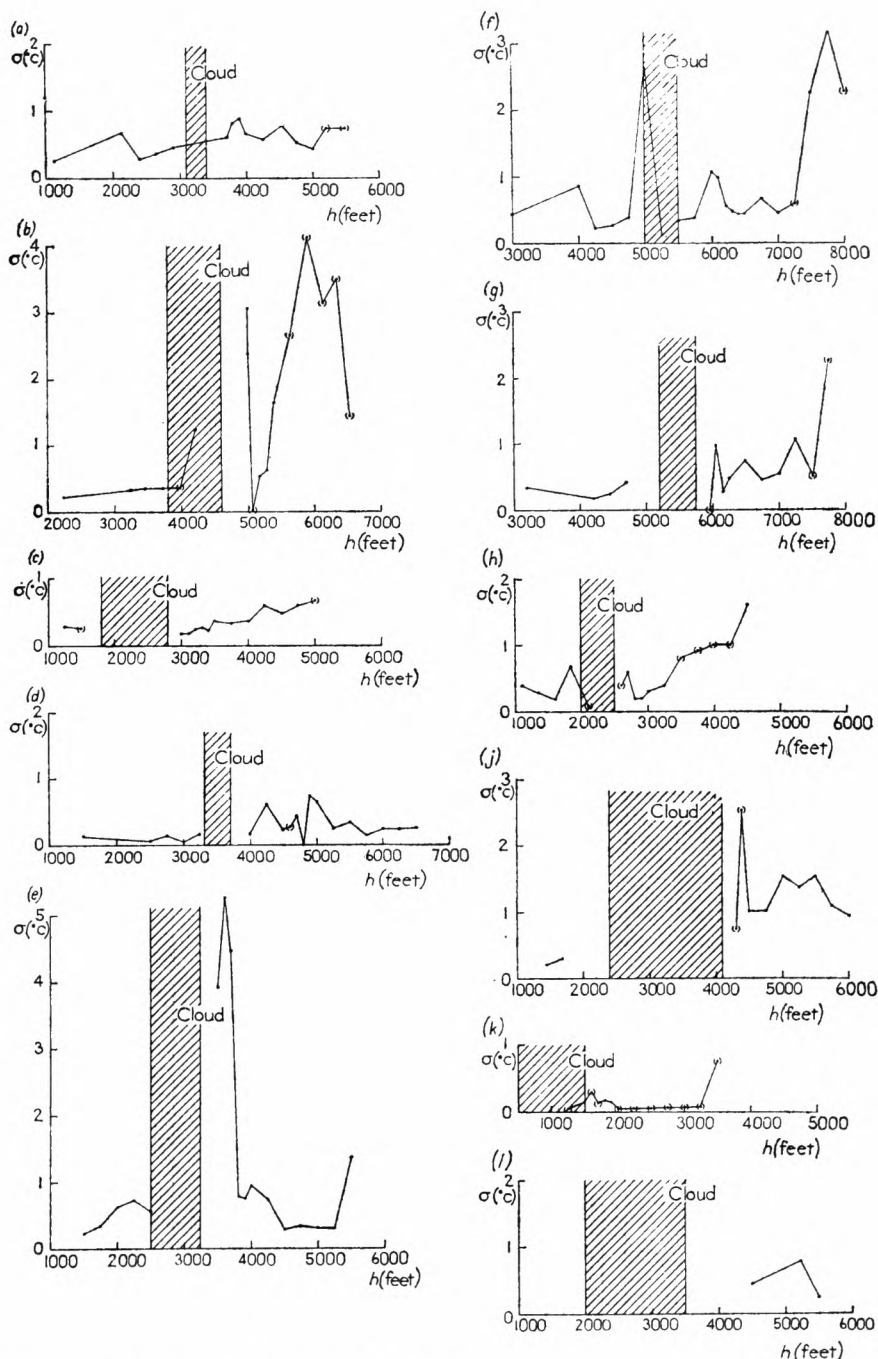 (a)
2
σ(°c)
Cloud
1
0
1000 2000 3000 4000 5000 6000
h(feet)
(b)
4
σ(°c)
Cloud
3
2
1
0
2000 3000 4000 5000 6000 7000
h(feet)
(c)
1
σ(°c)
Cloud
0
1000 2000 3000 4000 5000 6000
h(feet)
(d)
2
σ(°c)
Cloud
1
0
1000 2000 3000 4000 5000 6000 7000
h(feet)
(e)
5
σ(°c)
4
Cloud
3
2
1
0
1000 2000 3000 4000 5000 6000
h(feet)
(f)
3
σ(°c)
Cloud
2
1
0
3000 4000 5000 6000 7000 8000
h(feet)
(g)
3
σ(°c)
Cloud
2
1
0
3000 4000 5000 6000 7000 8000
h(feet)
(h)
2
σ(°c)
Cloud
1
0
1000 2000 3000 4000 5000 6000
h(feet)
(j)
3
σ(°c)
Cloud
2
1
0
1000 2000 3000 4000 5000 6000
h(feet)
(k)
1
σ(°c)
Cloud
0
1000 2000 3000 4000 5000
h(feet)
(l)
2
σ(°c)
Cloud
1
0
1000 2000 3000 4000 5000 6000
h(feet)